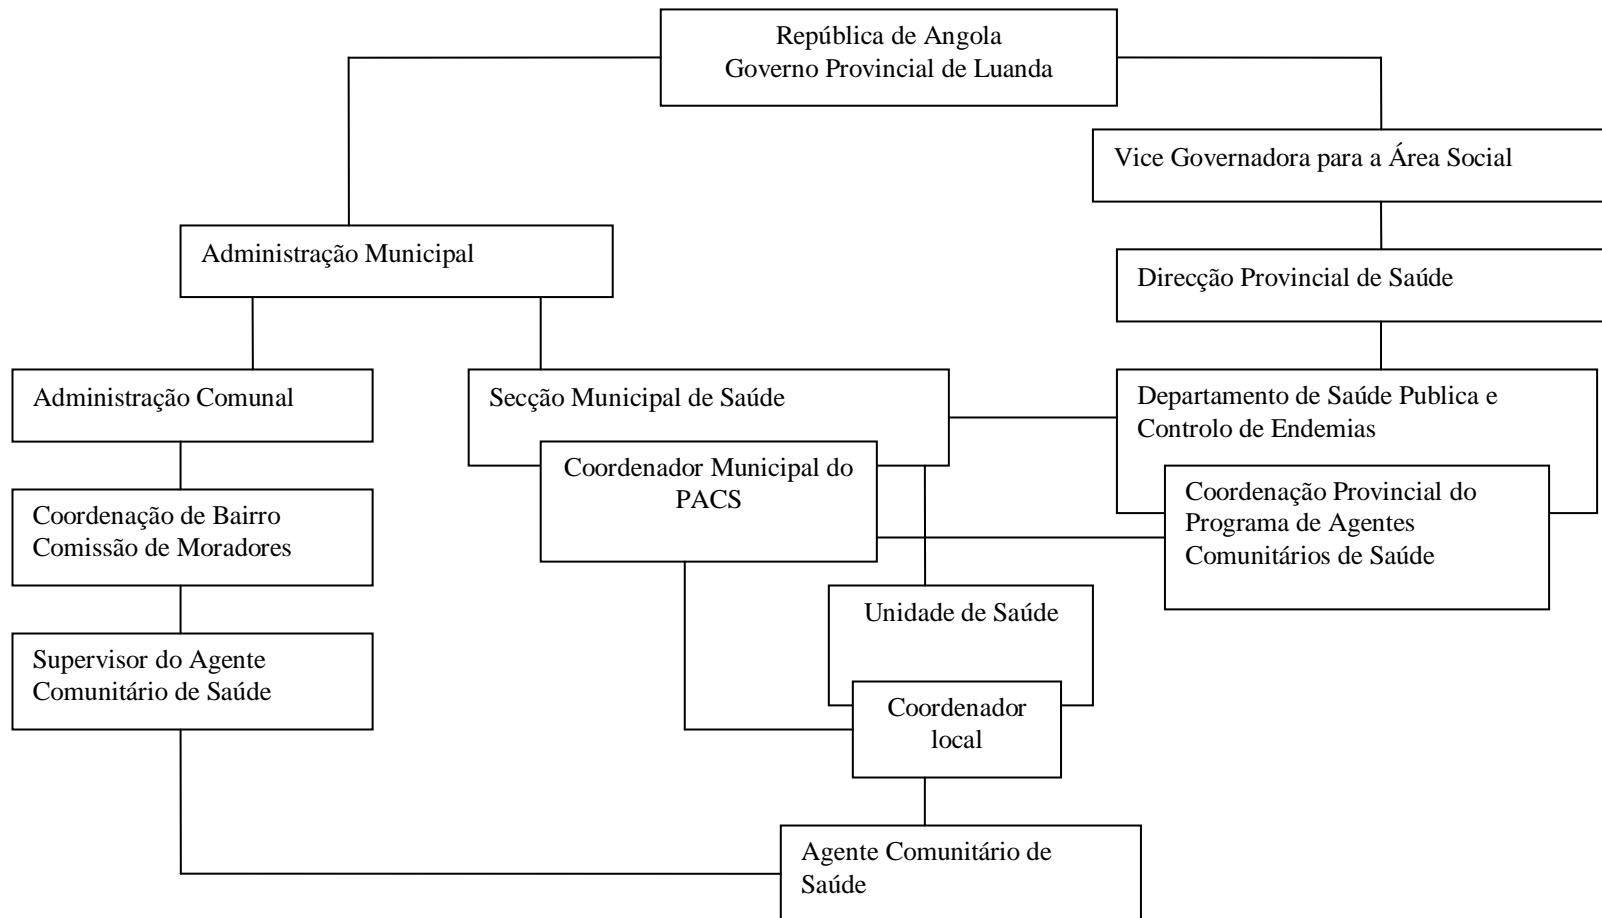 República de Angola
Governo Provincial de Luanda
Vice Governadora para a Área Social
Administração Municipal
Direcção Provincial de Saúde
Administração Comunal
Secção Municipal de Saúde
Departamento de Saúde Publica e
Controlo de Endemias
Coordenador Municipal do
PACS
Coordenação Provincial do
Programa de Agentes
Comunitários de Saúde
Coordenação de Bairro
Comissão de Moradores
Unidade de Saúde
Supervisor do Agente
Comunitário de Saúde
Coordenador
local
Agente Comunitário de
Saúde